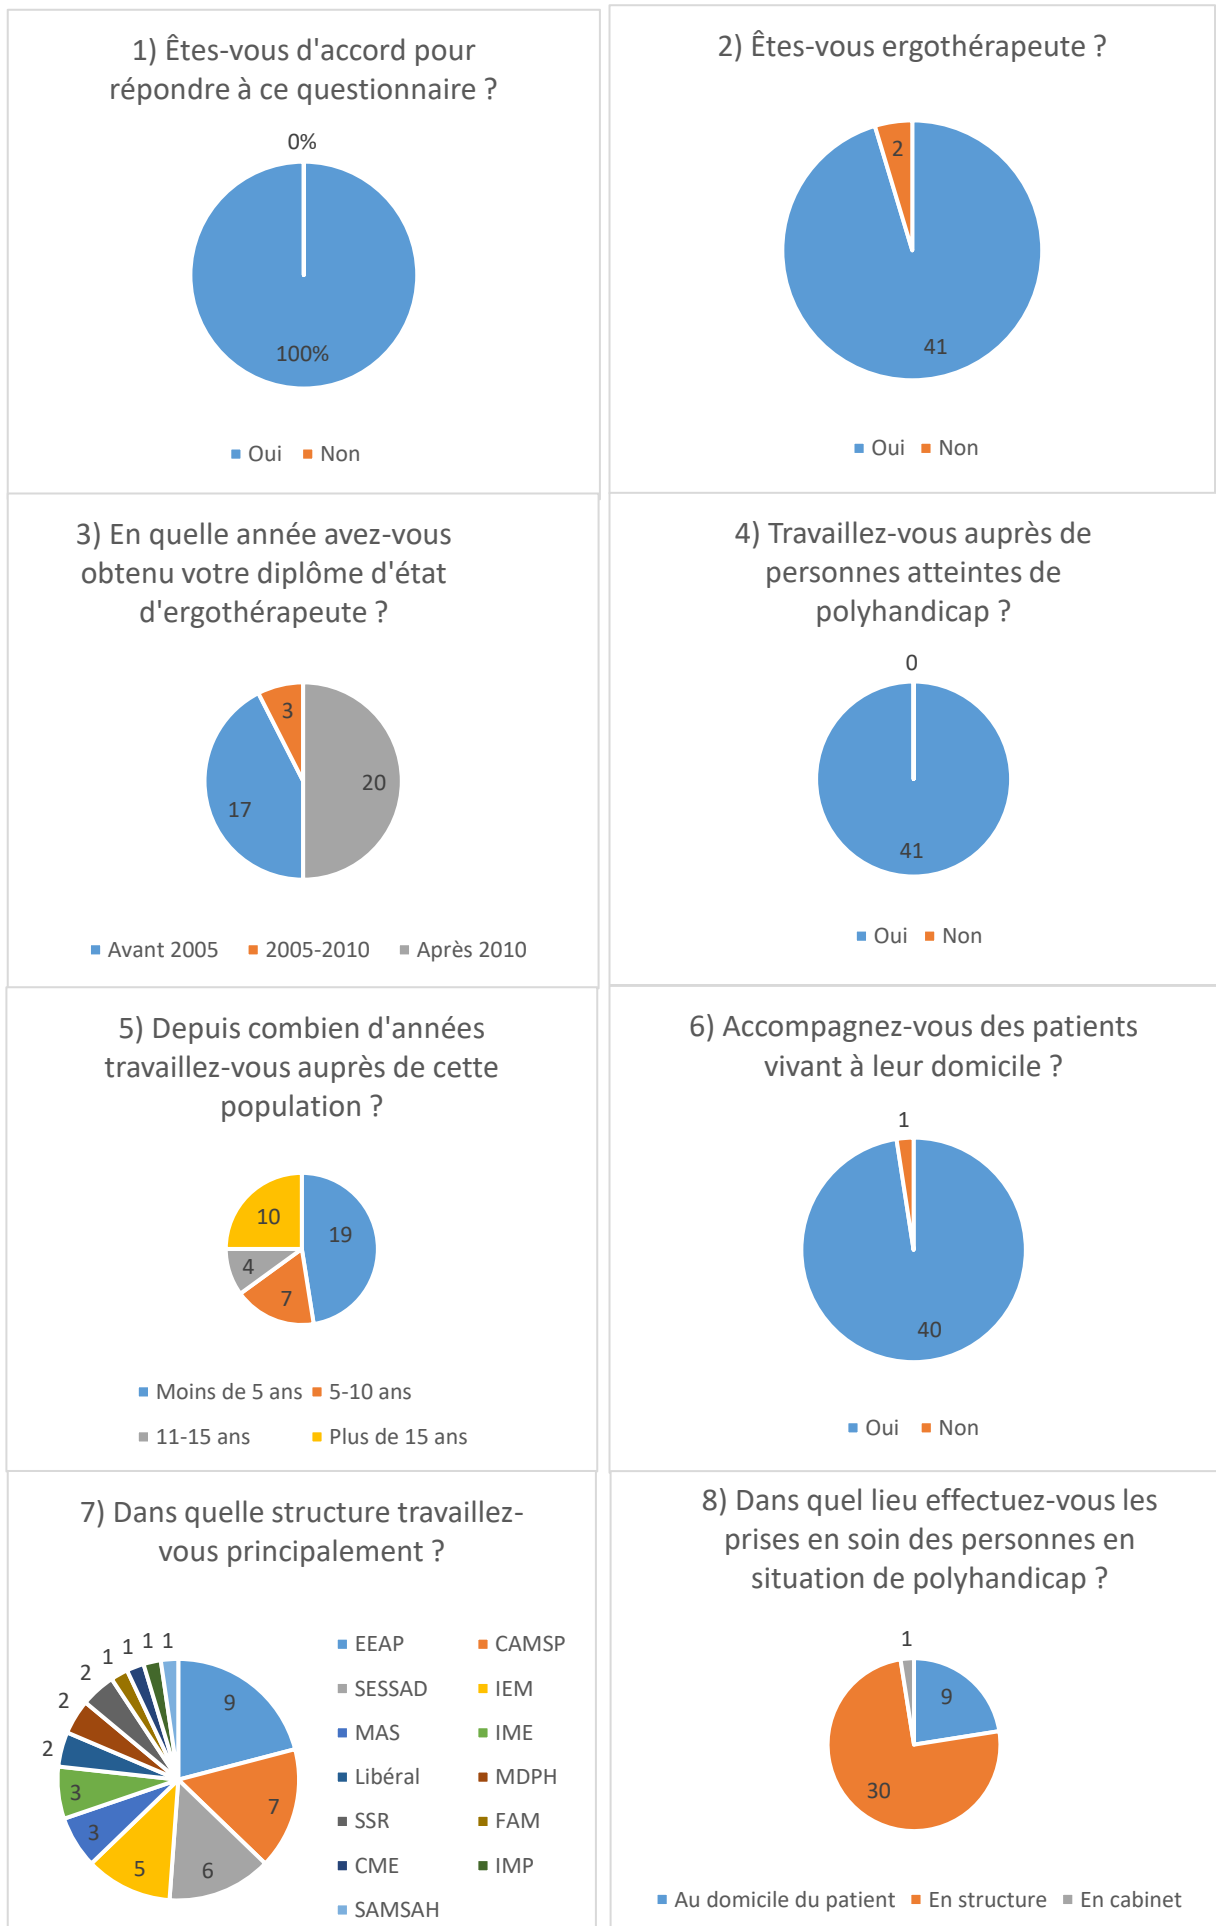 1) Êtes-vous d'accord pour
répondre à ce questionnaire ?
0%
100%
Oui Non
2) Êtes-vous ergothérapeute ?
2
41
Oui Non
3) En quelle année avez-vous
obtenu votre diplôme d'état
d'ergothérapeute ?
3
20
17
Avant 2005 2005-2010 Après 2010
4) Travaillez-vous auprès de
personnes atteintes de
polyhandicap ?
0
41
Oui Non
5) Depuis combien d'années
travaillez-vous auprès de cette
population ?
10
19
4
7
Moins de 5 ans 5-10 ans
11-15 ans Plus de 15 ans
6) Accompagnez-vous des patients
vivant à leur domicile ?
1
40
Oui Non
7) Dans quelle structure travaillez-
vous principalement ?
1 1 1 1
2
2
2
3
3
5
6
7
9
EEAP CAMSP
SESSAD IEM
MAS IME
Libéral MDPH
SSR FAM
CME IMP
SAMSAH
8) Dans quel lieu effectuez-vous les
prises en soin des personnes en
situation de polyhandicap ?
1
9
30
Au domicile du patient En structure En cabinet